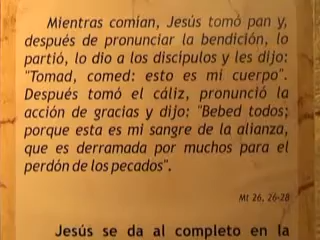 Mientras comían, Jesús tomó pan y,
después de pronunciar la bendición, lo
partió, lo dio a los discipulos y les dijo:
"Tomad, comed: esto es mi cuerpo".
Después tomó el cáliz, pronunció la
acción de gracias y dijo: "Bebed todos;
porque esta es mi sangre de la alianza,
que es derramada por muchos para el
perdón de los pecados".
Mt 26, 26-28
Jesús se da al completo en la